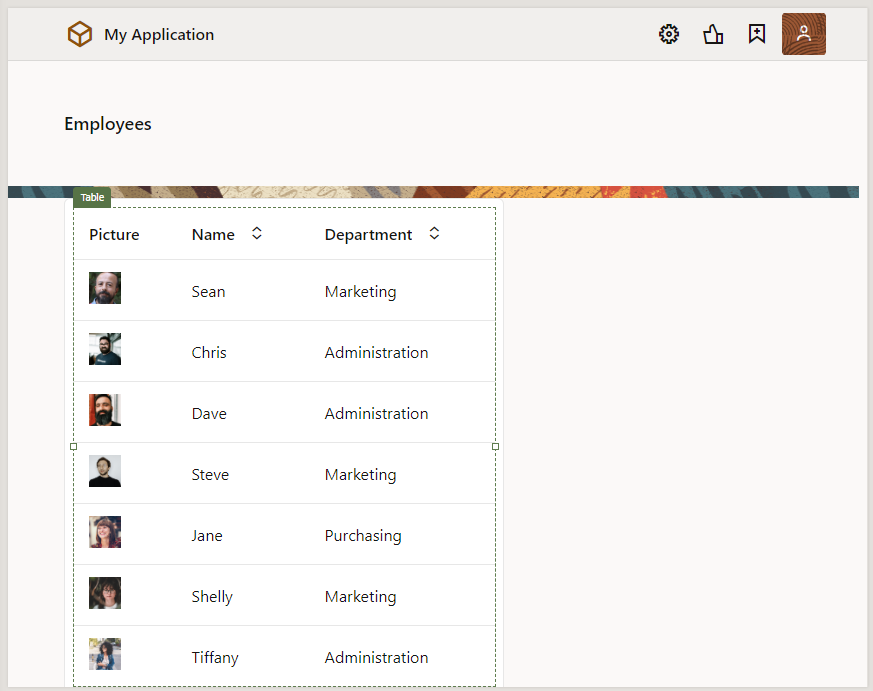 My Application
Employees
Table
Picture Name Department
Sean Marketing
Chris Administration
Dave Administration
Steve Marketing
Jane Purchasing
Shelly Marketing
Tiffany Administration